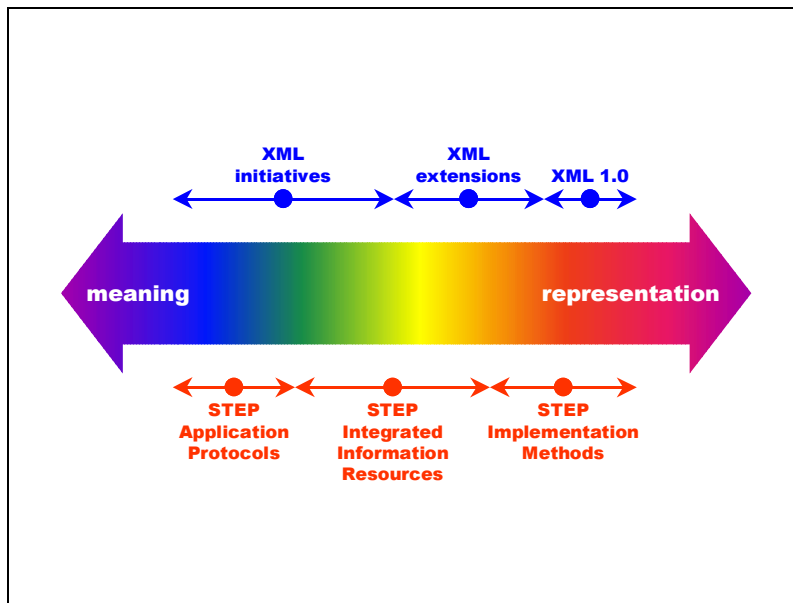 XML
initiatives
XML
extensions
XML 1.0
meaning
representation
STEP
Application
Protocols
STEP
Integrated
Information
Resources
STEP
Implementation
Methods